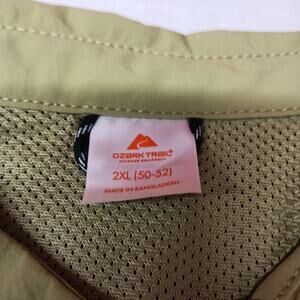 OZARK TRAIL
OUTDOOR EQUIPMENT
2XL (50-52)
MADE IN BANGLADESH